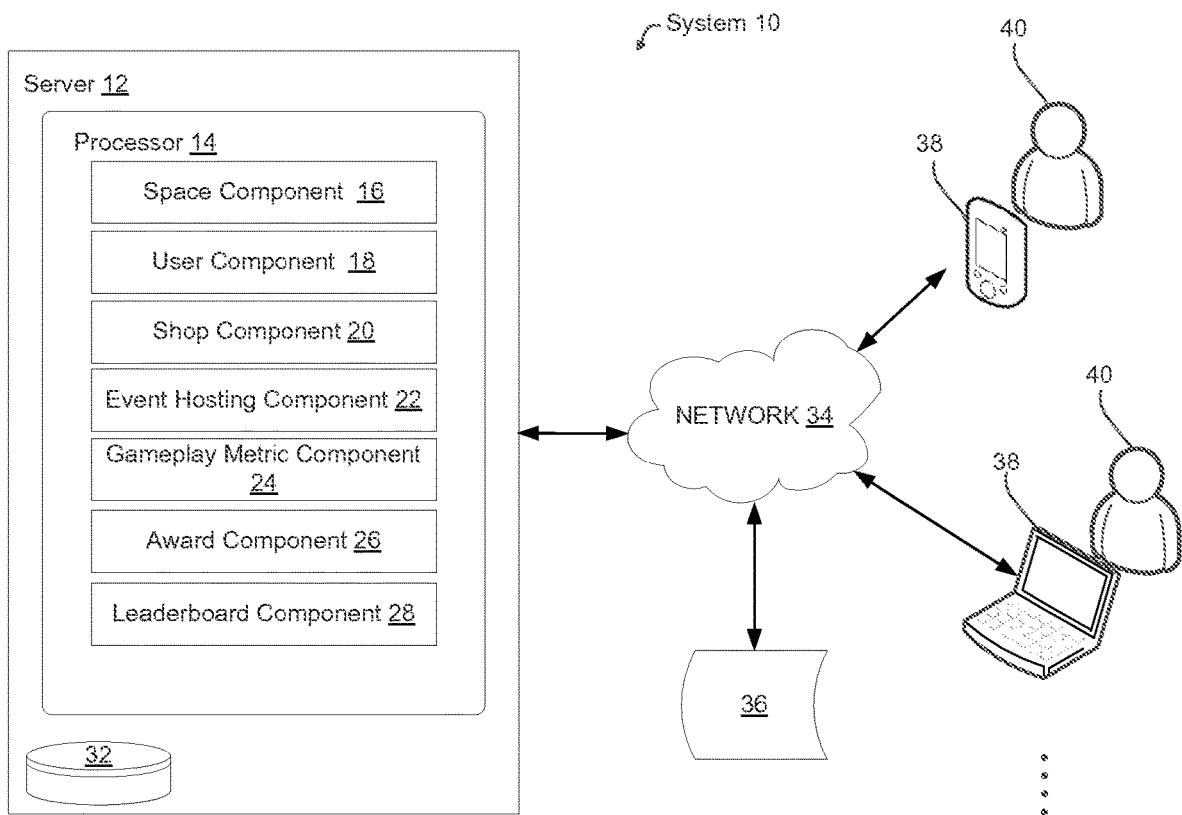 System 10
Server 12
Processor 14
Space Component 16
User Component 18
Shop Component 20
Event Hosting Component 22
Gameplay Metric Component
24
Award Component 26
Leaderboard Component 28
32
NETWORK 34
36
38
40
38
40